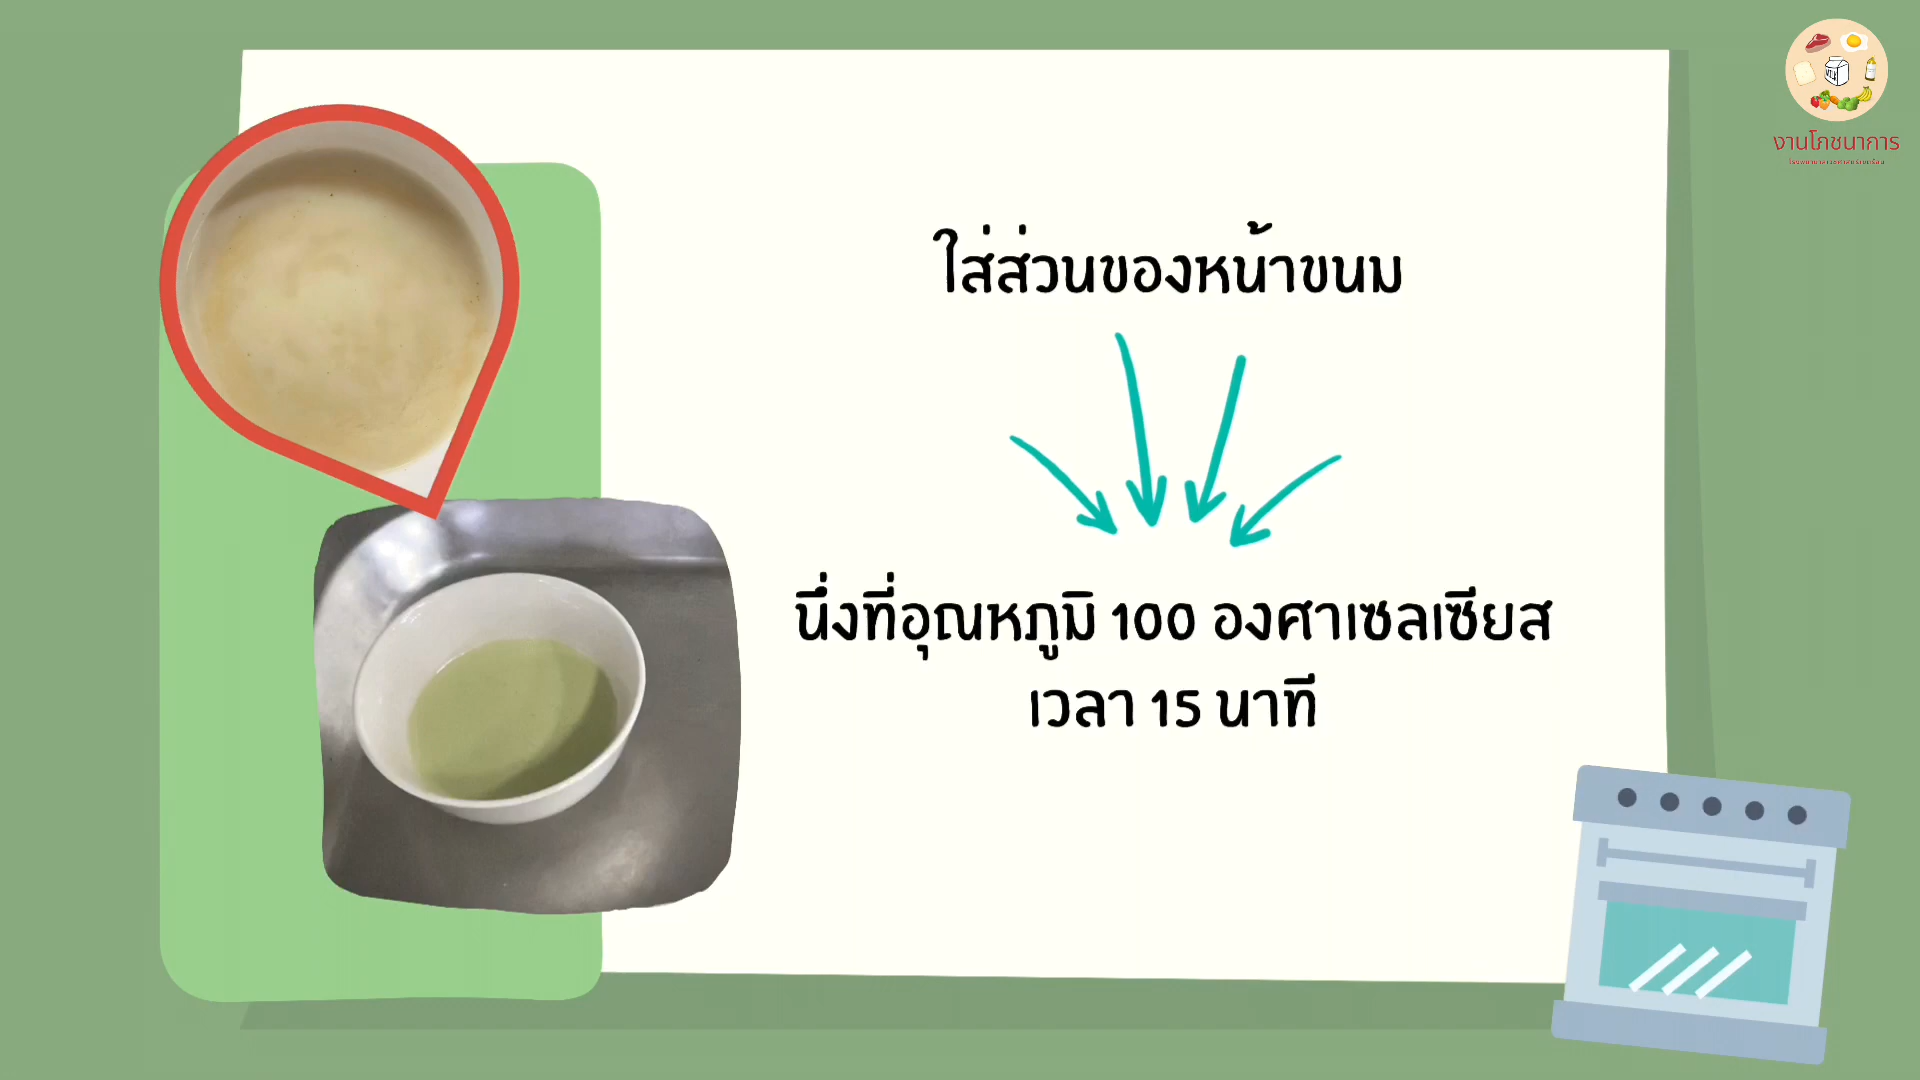 งานโภชนาการ
ใส่ส่วนของหน้าขนม
นึ่งที่อุณหภูมิ 100 องศาเซลเซียส
เวลา 15 นาที